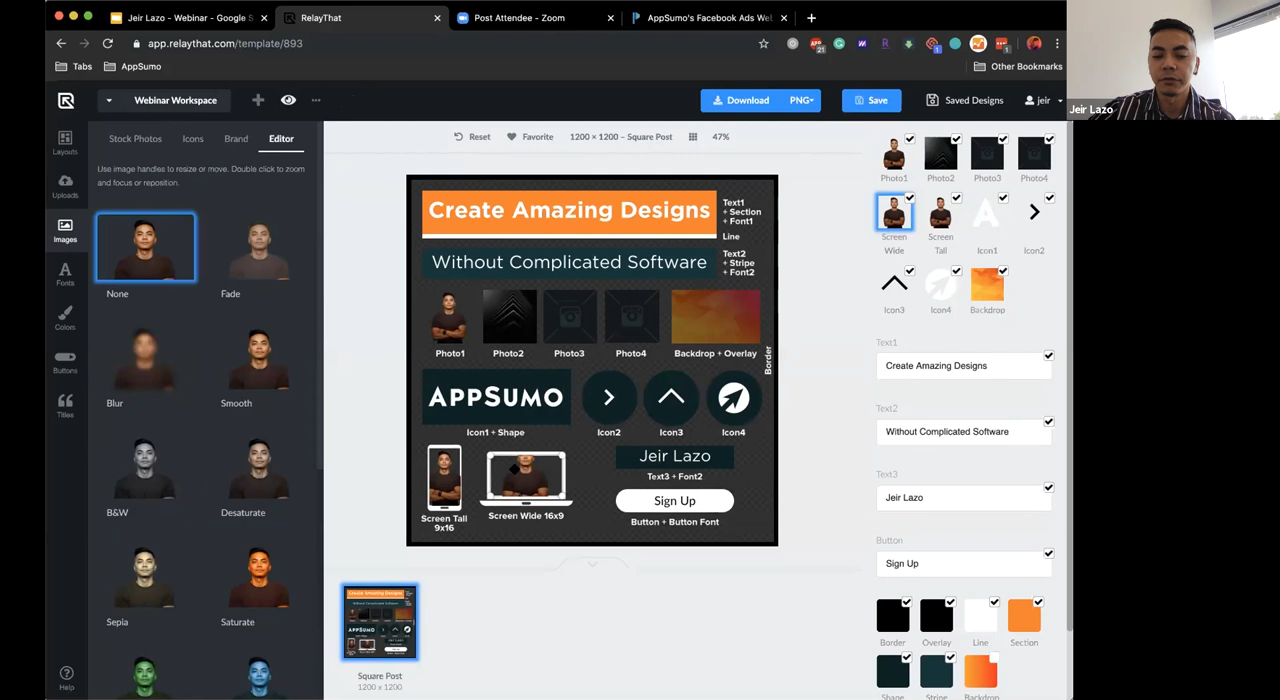 Jeir Lazo - Webinar - Google S
RelayThat
Post Attendee - Zoom
AppSumo's Facebook Ads We
app.relaythat.com/template/893
Tabs
AppSumo
Other Bookmarks
Jeir Lazo
Webinar Workspace
Download
PNG
Save
Saved Designs
jeir
Layouts
Uploads
Images
Fonts
Colors
Buttons
Titles
Help
Stock Photos
Icons
Brand
Editor
Use image handles to resize or move. Double click to zoom
and focus or reposition.
None
Fade
Blur
Smooth
B&W
Desaturate
Sepia
Saturate
Reset
Favorite
1200 × 1200 – Square Post
47%
Create Amazing Designs
Text1
+ Section
+ Font1
Line
Without Complicated Software
Text2
+ Stripe
+ Font2
Photo1
Photo2
Photo3
Photo4
Backdrop + Overlay
Border
APPSUMO
Icon1 + Shape
Icon2
Icon3
Icon4
Screen Tall
9x16
Screen Wide 16x9
Jeir Lazo
Text3 + Font2
Sign Up
Button + Button Font
Square Post
1200 × 1200
Photo1
Photo2
Photo3
Photo4
Screen
Wide
Screen
Tall
Icon1
Icon2
Icon3
Icon4
Backdrop
Text1
Create Amazing Designs
Text2
Without Complicated Software
Text3
Jeir Lazo
Button
Sign Up
Border
Overlay
Line
Section
Shape
Stripe
Backdrop